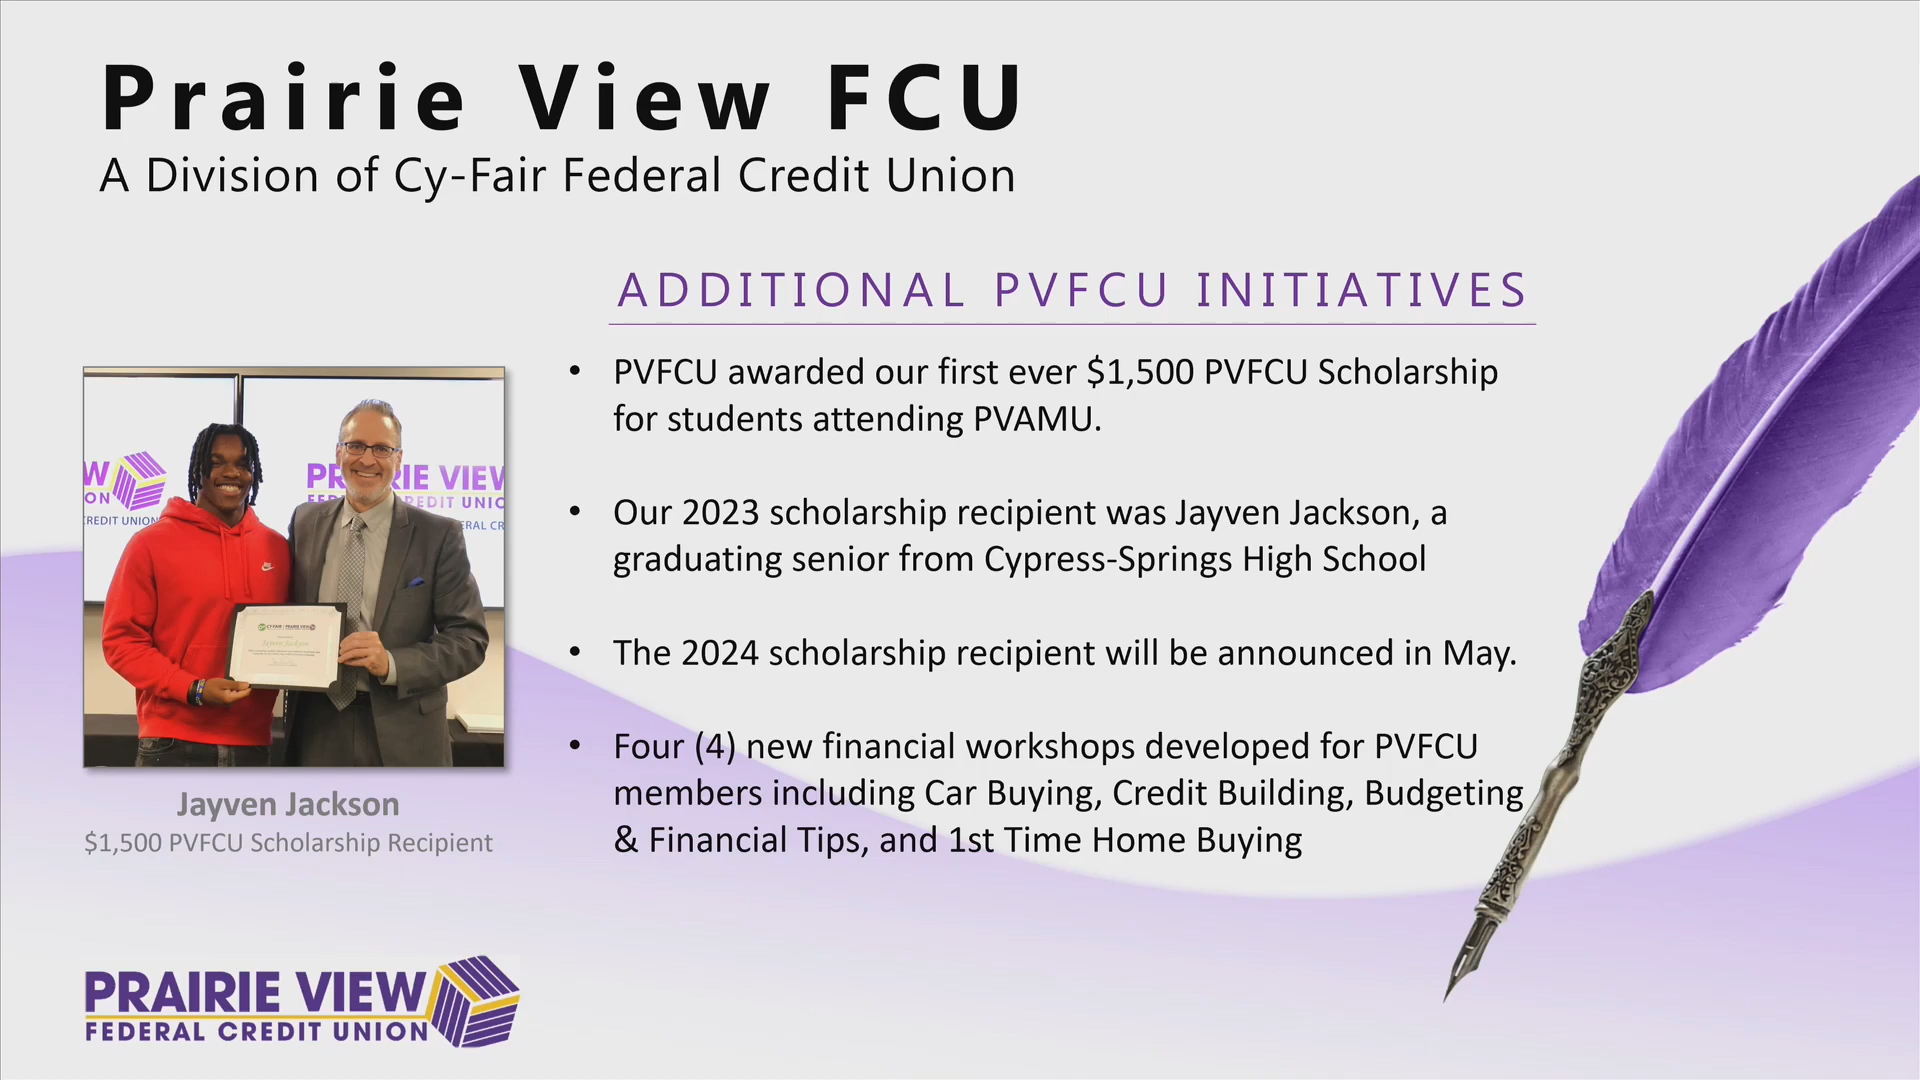 Prairie View FCU
A Division of Cy-Fair Federal Credit Union
ADDITIONAL PVFCU INITIATIVES
• PVFCU awarded our first ever $1,500 PVFCU Scholarship
for students attending PVAMU.
• Our 2023 scholarship recipient was Jayven Jackson, a
graduating senior from Cypress-Springs High School
• The 2024 scholarship recipient will be announced in May.
• Four (4) new financial workshops developed for PVFCU
members including Car Buying, Credit Building, Budgeting
& Financial Tips, and 1st Time Home Buying
Jayven Jackson
$1,500 PVFCU Scholarship Recipient
PRAIRIE VIEW
FEDERAL CREDIT UNION